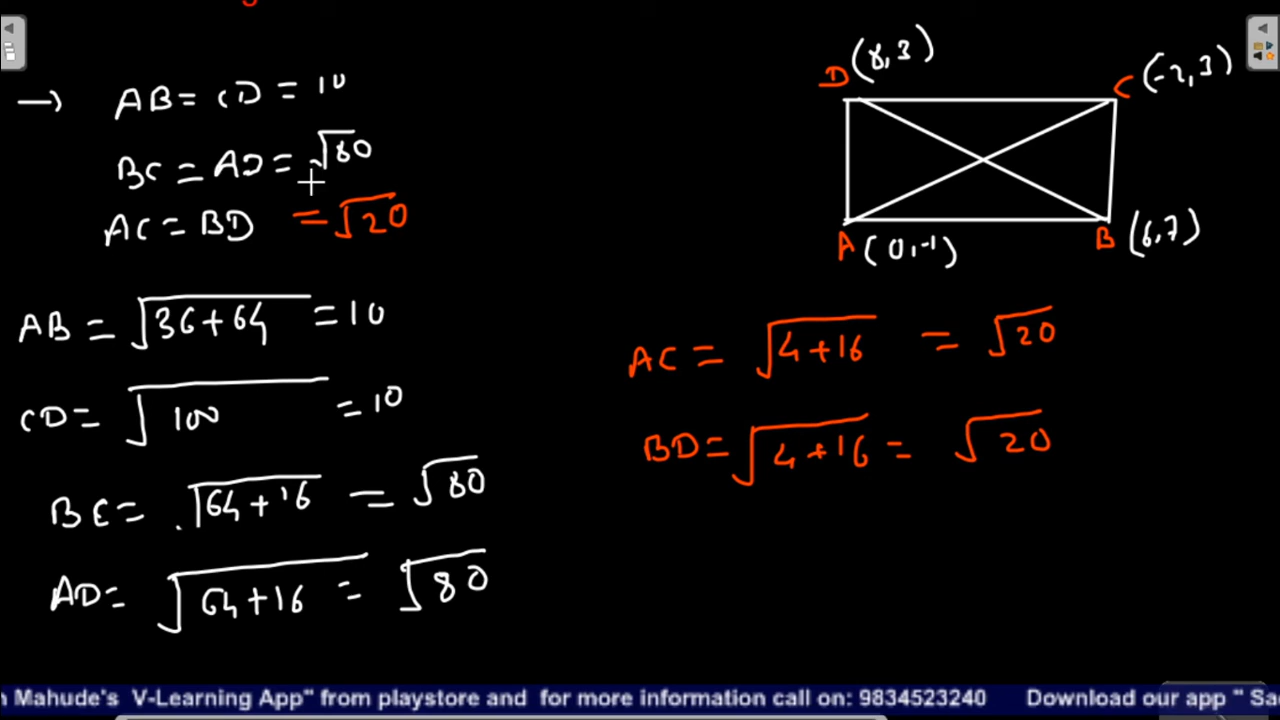 → AB = CD = 10
BC = AD = √80
AC = BD = √20
AB = √36+64 = 10
CD = √100 = 10
BC = √64+16 = √80
AD = √64+16 = √80
D (8,3)
C (-2,3)
A (0,-1)
B (6,7)
AC = √4+16 = √20
BD = √4+16 = √20
n Mahude's V-Learning App" from playstore and for more information call on: 9834523240 Download our app " Sa